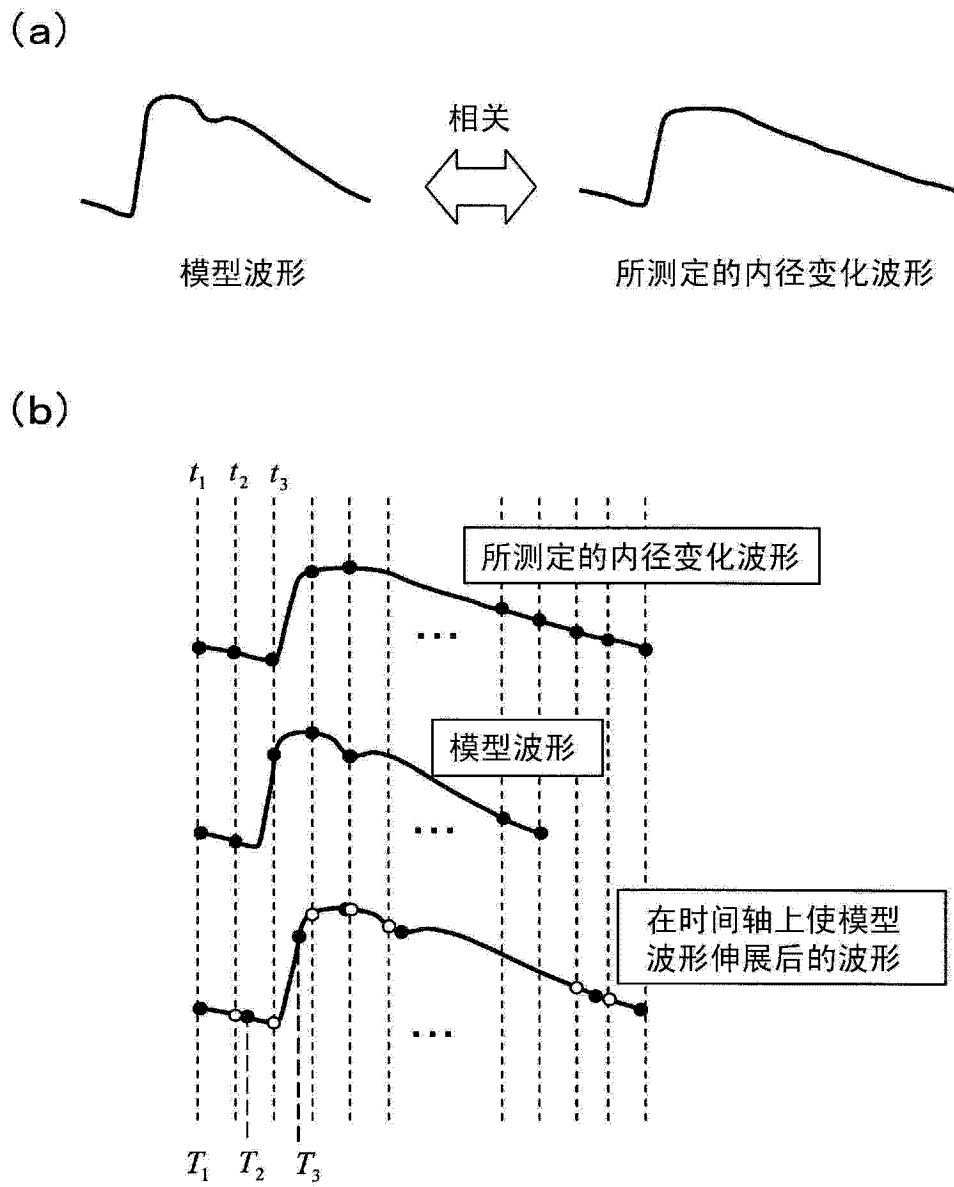 (a)
相关
模型波形
所测定的内径变化波形
(b)
t1 t2 t3
所测定的内径变化波形
...
模型波形
...
在时间轴上使模型
波形伸展后的波形
...
T1 T2 T3